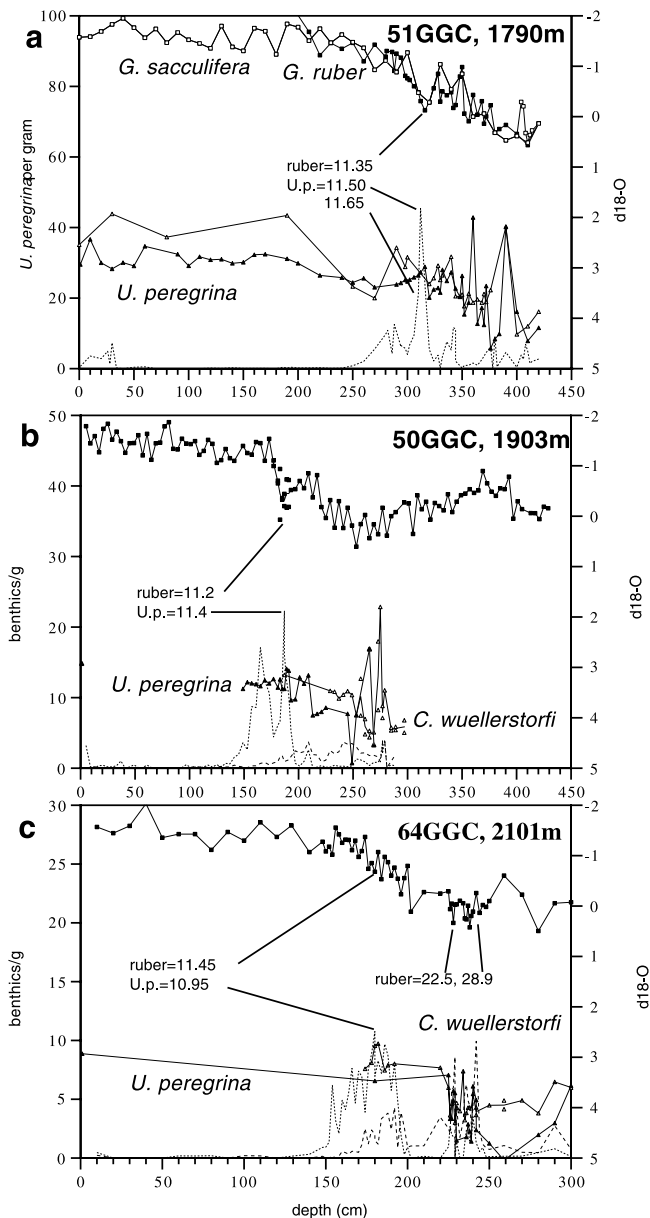 a
51GGC, 1790m
G. sacculifera
G. ruber
ruber=11.35
U.p.=11.50
11.65
U. peregrina
U. peregrina per gram
100
80
60
40
20
0
-2
-1
0
1
2
3
4
5
d18-O
0 50 100 150 200 250 300 350 400 450
b
50GGC, 1903m
ruber=11.2
U.p.=11.4
U. peregrina
C. wuellerstorfi
benthics/g
50
40
30
20
10
0
-2
-1
0
1
2
3
4
5
d18-O
0 50 100 150 200 250 300 350 400 450
c
64GGC, 2101m
ruber=11.45
U.p.=10.95
ruber=22.5, 28.9
C. wuellerstorfi
U. peregrina
benthics/g
30
25
20
15
10
5
0
-2
-1
0
1
2
3
4
5
d18-O
0 50 100 150 200 250 300
depth (cm)